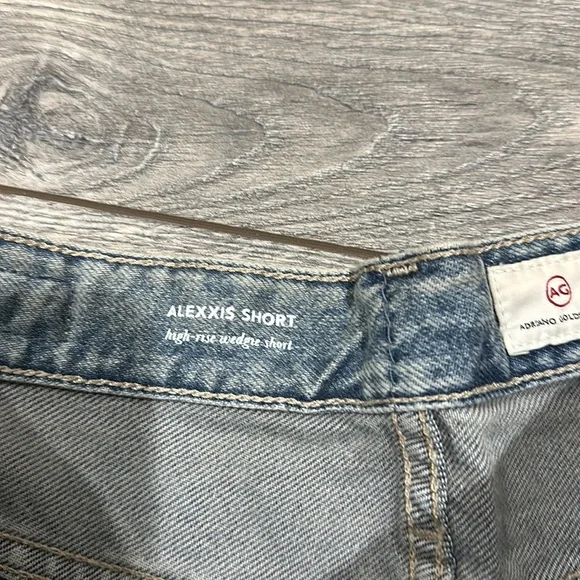 ALEXXIS SHORT
high-rise wedgie short
AG
ADRIANO